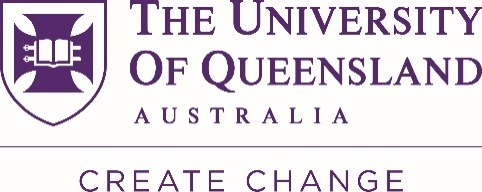 THE UNIVERSITY
OF QUEENSLAND
AUSTRALIA
CREATE CHANGE